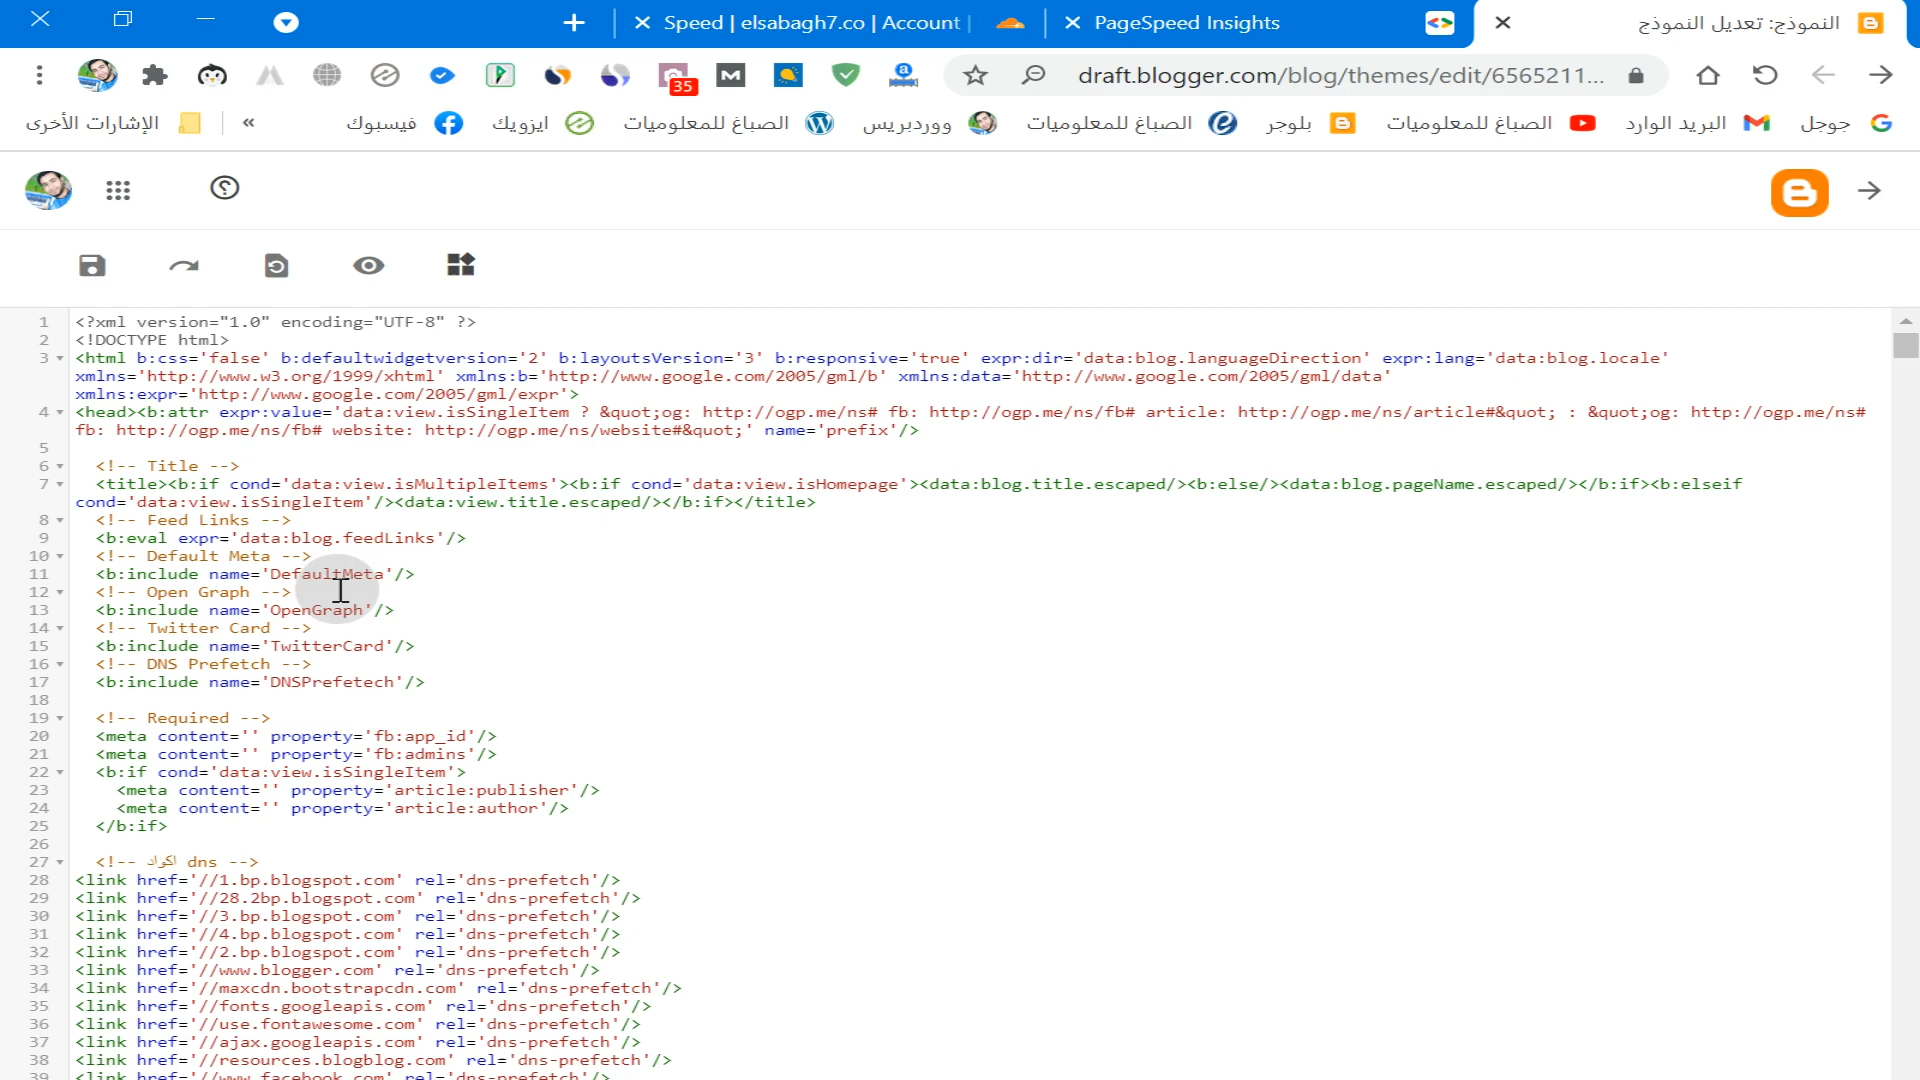 النموذج: تعديل النموذج
PageSpeed Insights
Speed | elsabagh7.co | Account
draft.blogger.com/blog/themes/edit/6565211...
35
جوجل
البريد الوارد
الصباغ للمعلوميات
بلوجر
الصباغ للمعلوميات
ووردبريس
الصباغ للمعلوميات
ايزويك
فيسبوك
»
الإشارات الأخرى
1 <?xml version="1.0" encoding="UTF-8" ?>
2 <!DOCTYPE html>
3 <html b:css='false' b:defaultwidgetversion='2' b:layoutsVersion='3' b:responsive='true' expr:dir='data:blog.languageDirection' expr:lang='data:blog.locale'
xmlns='http://www.w3.org/1999/xhtml' xmlns:b='http://www.google.com/2005/gml/b' xmlns:data='http://www.google.com/2005/gml/data'
xmlns:expr='http://www.google.com/2005/gml/expr'>
4 <head><b:attr expr:value='data:view.isSingleItem ? &quot;og: http://ogp.me/ns# fb: http://ogp.me/ns/fb# article: http://ogp.me/ns/article#&quot; : &quot;og: http://ogp.me/ns#
fb: http://ogp.me/ns/fb# website: http://ogp.me/ns/website#&quot;' name='prefix'/>
5
6 <!-- Title -->
7 <title><b:if cond='data:view.isMultipleItems'><b:if cond='data:view.isHomepage'><data:blog.title.escaped/><b:else/><data:blog.pageName.escaped/></b:if><b:elseif
cond='data:view.isSingleItem'/><data:view.title.escaped/></b:if></title>
8 <!-- Feed Links -->
9 <b:eval expr='data:blog.feedLinks'/>
10 <!-- Default Meta -->
11 <b:include name='DefaultMeta'/>
12 <!-- Open Graph -->
13 <b:include name='OpenGraph'/>
14 <!-- Twitter Card -->
15 <b:include name='TwitterCard'/>
16 <!-- DNS Prefetch -->
17 <b:include name='DNSPrefetech'/>
18
19 <!-- Required -->
20 <meta content='' property='fb:app_id'/>
21 <meta content='' property='fb:admins'/>
22 <b:if cond='data:view.isSingleItem'>
23 <meta content='' property='article:publisher'/>
24 <meta content='' property='article:author'/>
25 </b:if>
26
27 <!-- اكواد dns -->
28 <link href='//1.bp.blogspot.com' rel='dns-prefetch'/>
29 <link href='//28.2bp.blogspot.com' rel='dns-prefetch'/>
30 <link href='//3.bp.blogspot.com' rel='dns-prefetch'/>
31 <link href='//4.bp.blogspot.com' rel='dns-prefetch'/>
32 <link href='//2.bp.blogspot.com' rel='dns-prefetch'/>
33 <link href='//www.blogger.com' rel='dns-prefetch'/>
34 <link href='//maxcdn.bootstrapcdn.com' rel='dns-prefetch'/>
35 <link href='//fonts.googleapis.com' rel='dns-prefetch'/>
36 <link href='//use.fontawesome.com' rel='dns-prefetch'/>
37 <link href='//ajax.googleapis.com' rel='dns-prefetch'/>
38 <link href='//resources.blogblog.com' rel='dns-prefetch'/>
39 <link href='//www.facebook.com' rel='dns-prefetch'/>